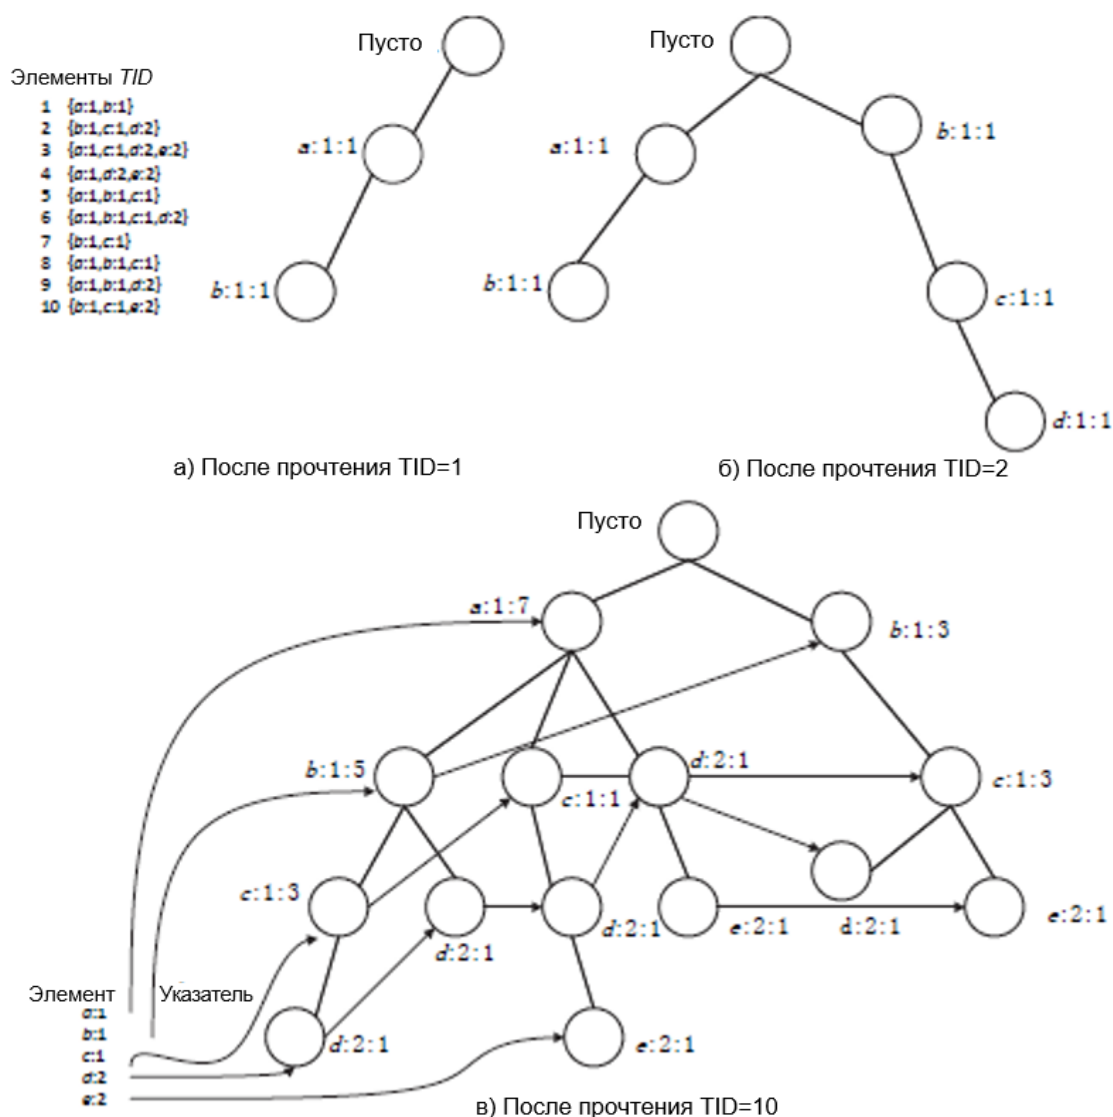 Пусто
Пусто
Элементы TID
1 {a:1,b:1}
2 {b:1,c:1,d:2}
3 {a:1,c:1,d:2,e:2}
4 {a:1,d:2,e:2}
5 {a:1,b:1,c:1}
6 {a:1,b:1,c:1,d:2}
7 {b:1,c:1}
8 {a:1,b:1,c:1}
9 {a:1,b:1,d:2}
10 {b:1,c:1,e:2}
a:1:1
b:1:1
a:1:1
b:1:1
b:1:1
c:1:1
d:1:1
а) После прочтения TID=1
б) После прочтения TID=2
Пусто
a:1:7
b:1:3
b:1:5
c:1:1
d:2:1
c:1:3
c:1:3
d:2:1
d:2:1
e:2:1
d:2:1
e:2:1
d:2:1
e:2:1
Элемент Указатель
a:1
b:1
c:1
d:2
e:2
в) После прочтения TID=10